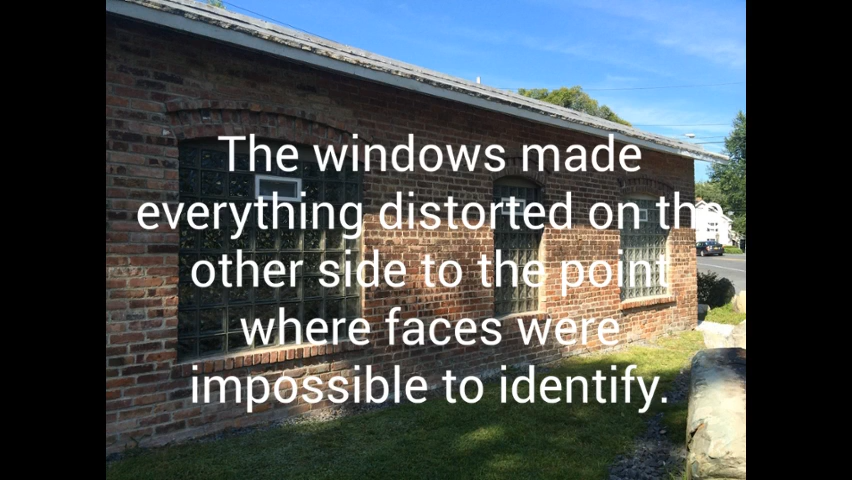 The windows made
everything distorted on the
other side to the point
where faces were
impossible to identify.